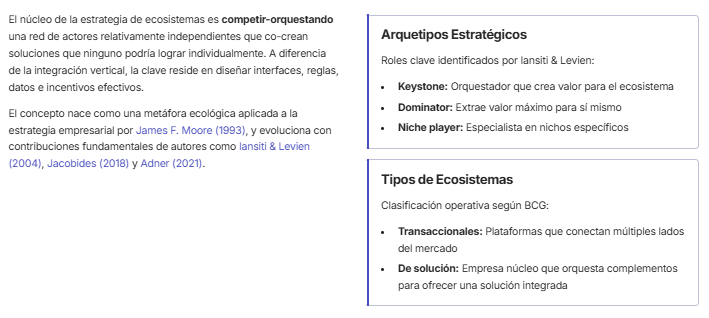 El núcleo de la estrategia de ecosistemas es competir-orquestando
una red de actores relativamente independientes que co-crean
soluciones que ninguno podría lograr individualmente. A diferencia
de la integración vertical, la clave reside en diseñar interfaces, reglas,
datos e incentivos efectivos.
El concepto nace como una metáfora ecológica aplicada a la
estrategia empresarial por James F. Moore (1993), y evoluciona con
contribuciones fundamentales de autores como Iansiti & Levien
(2004), Jacobides (2018) y Adner (2021).
Arquetipos Estratégicos
Roles clave identificados por Iansiti & Levien:
• Keystone: Orquestador que crea valor para el ecosistema
• Dominator: Extrae valor máximo para sí mismo
• Niche player: Especialista en nichos específicos
Tipos de Ecosistemas
Clasificación operativa según BCG:
• Transaccionales: Plataformas que conectan múltiples lados
del mercado
• De solución: Empresa núcleo que orquesta complementos
para ofrecer una solución integrada